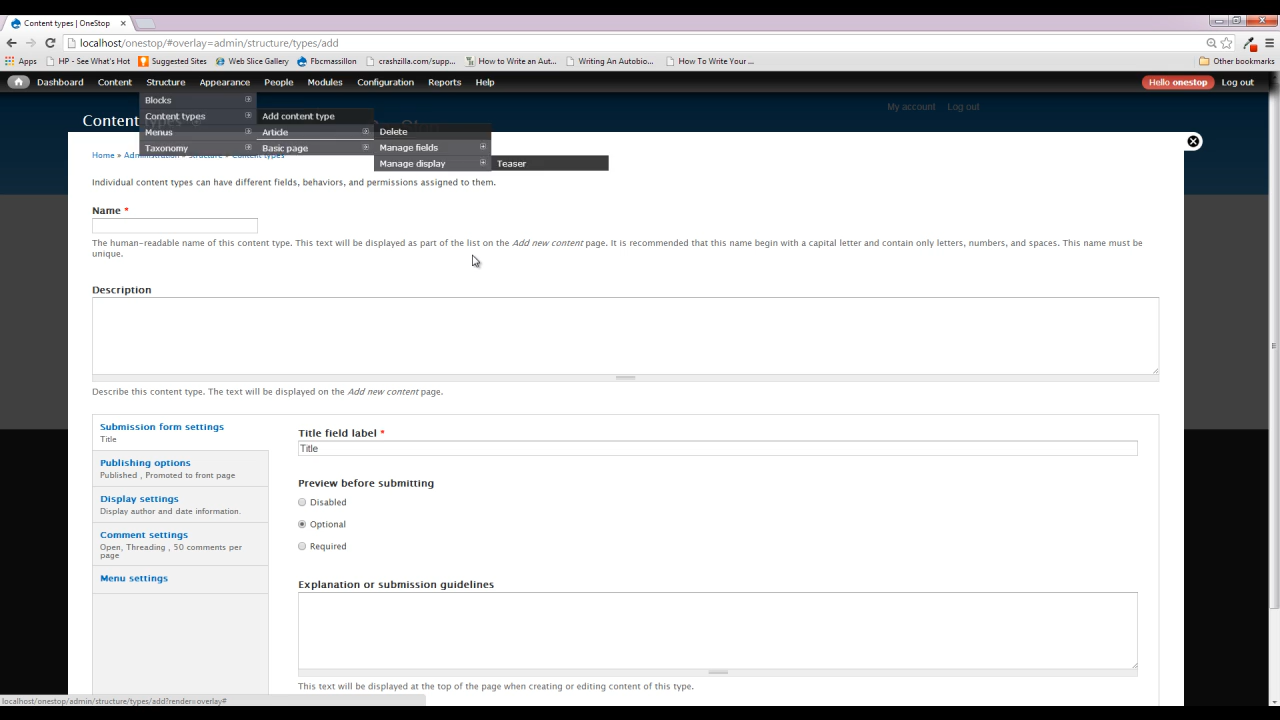 Content types | OneStop
localhost/onestop/#overlay=admin/structure/types/add
Apps HP - See What's Hot Suggested Sites Web Slice Gallery Fbcmassillon crashzilla.com/supp... How to Write an Aut... Writing An Autobio... How To Write Your ... Other bookmarks
Dashboard Content Structure Appearance People Modules Configuration Reports Help Hello onestop Log out
Blocks
My account Log out
Content types Add content type
Menus Article Delete
Taxonomy Basic page Manage fields
Manage display Teaser
Home » Administration » Structure » Content types
Individual content types can have different fields, behaviors, and permissions assigned to them.
Name *
The human-readable name of this content type. This text will be displayed as part of the list on the Add new content page. It is recommended that this name begin with a capital letter and contain only letters, numbers, and spaces. This name must be
unique.
Description
Describe this content type. The text will be displayed on the Add new content page.
Submission form settings
Title
Publishing options
Published , Promoted to front page
Display settings
Display author and date information.
Comment settings
Open, Threading , 50 comments per
page
Menu settings
Title field label *
Title
Preview before submitting
Disabled
Optional
Required
Explanation or submission guidelines
This text will be displayed at the top of the page when creating or editing content of this type.
localhost/onestop/admin/structure/types/add?render=overlay#